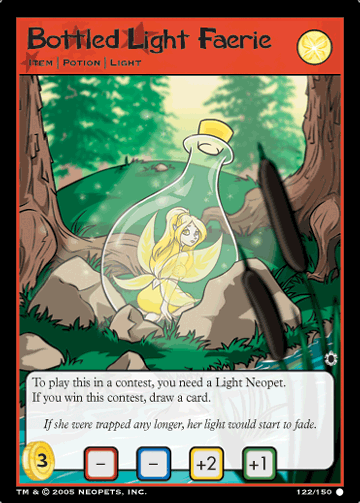 Bottled Light Faerie
Item | Potion | Light
To play this in a contest, you need a Light Neopet.
If you win this contest, draw a card.
If she were trapped any longer, her light would start to fade.
3 – – +2 +1
TM & © 2005 NEOPETS, INC. 122/150